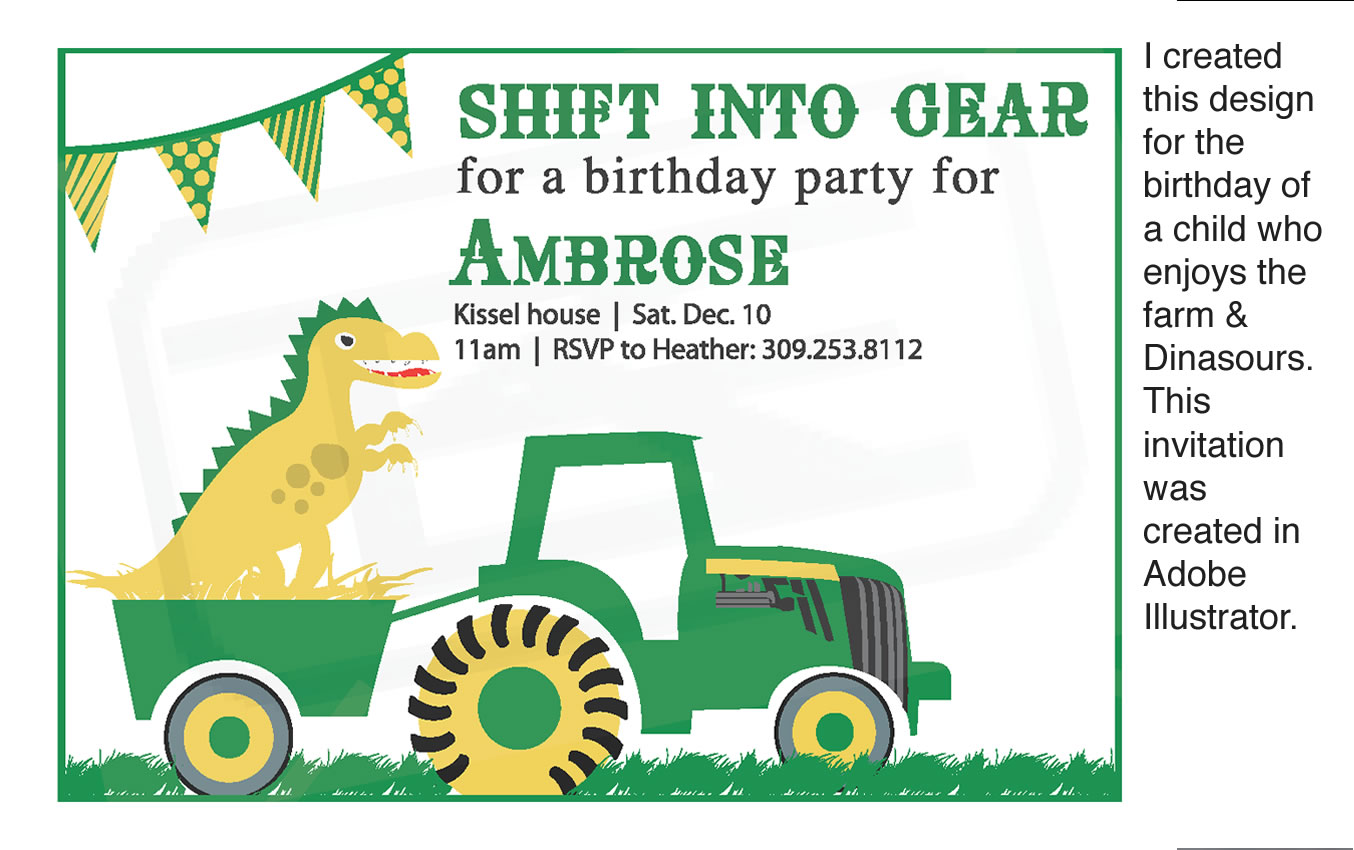 SHIFT INTO GEAR
for a birthday party for
AMBROSE
Kissel house | Sat. Dec. 10
11am | RSVP to Heather: 309.253.8112
I created
this design
for the
birthday of
a child who
enjoys the
farm &
Dinasours.
This
invitation
was
created in
Adobe
Illustrator.